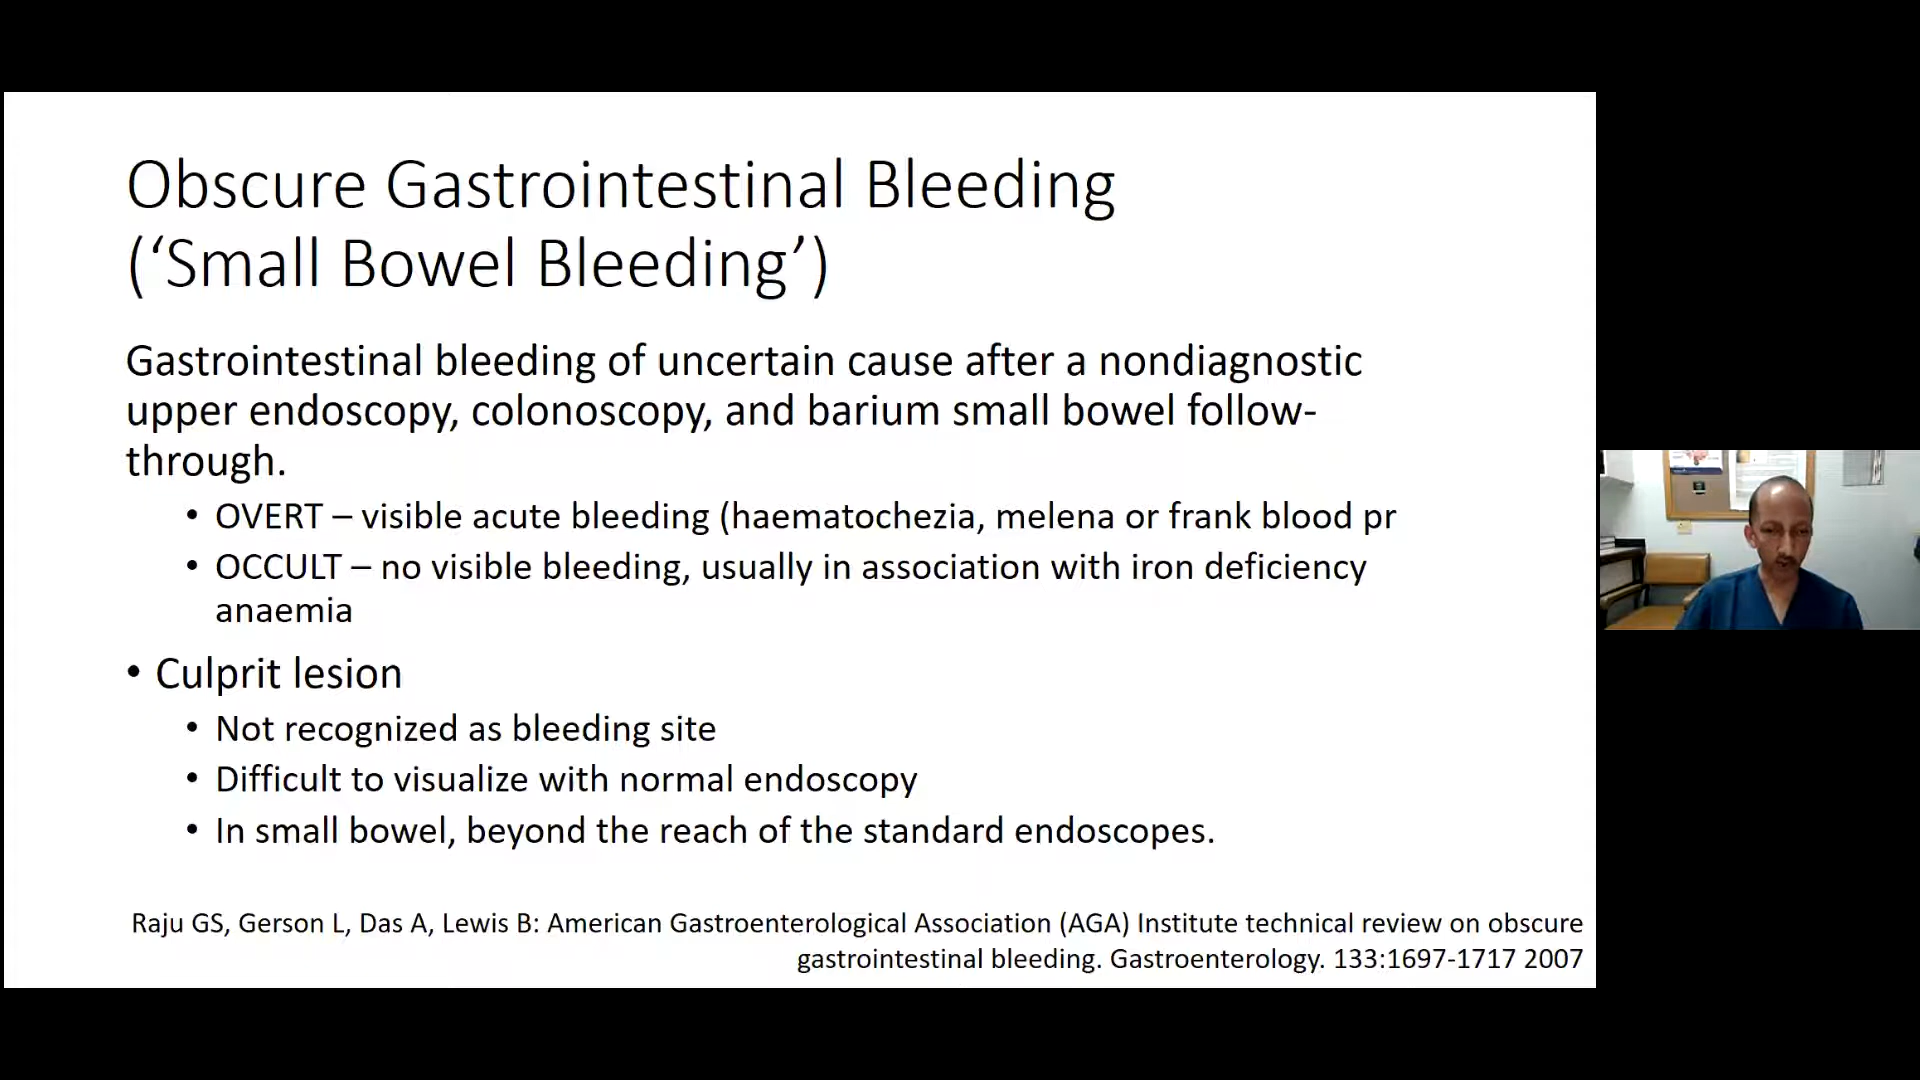 Obscure Gastrointestinal Bleeding
(‘Small Bowel Bleeding’)
Gastrointestinal bleeding of uncertain cause after a nondiagnostic
upper endoscopy, colonoscopy, and barium small bowel follow-
through.
• OVERT – visible acute bleeding (haematochezia, melena or frank blood pr
• OCCULT – no visible bleeding, usually in association with iron deficiency
anaemia
• Culprit lesion
• Not recognized as bleeding site
• Difficult to visualize with normal endoscopy
• In small bowel, beyond the reach of the standard endoscopes.
Raju GS, Gerson L, Das A, Lewis B: American Gastroenterological Association (AGA) Institute technical review on obscure
gastrointestinal bleeding. Gastroenterology. 133:1697-1717 2007